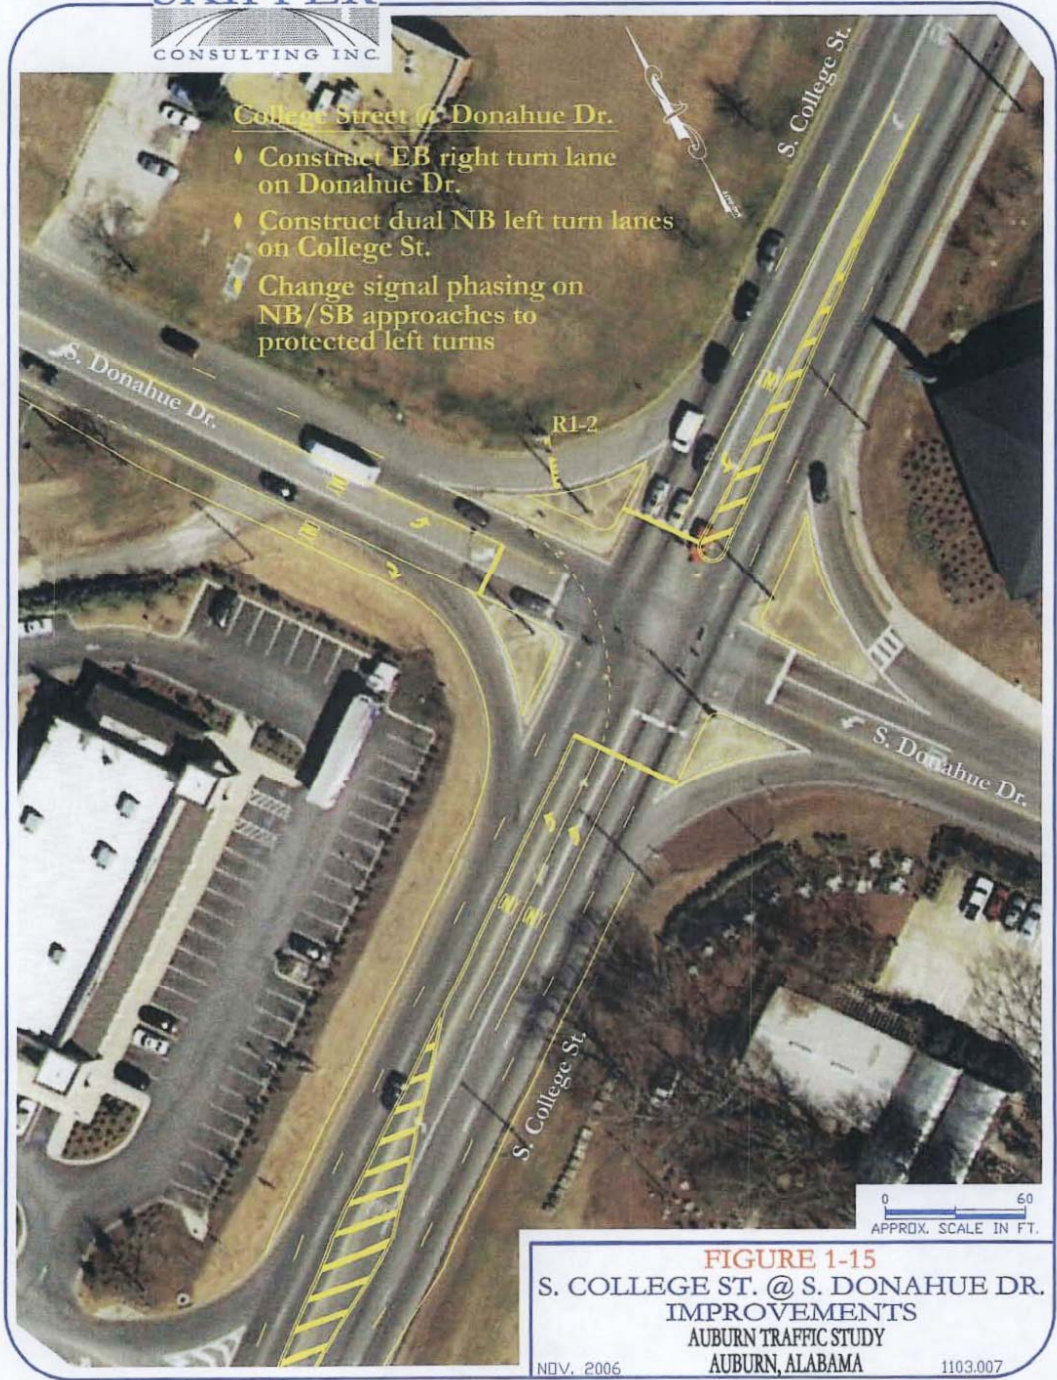 CONSULTING INC.
College Street @ Donahue Dr.
Construct EB right turn lane
on Donahue Dr.
Construct dual NB left turn lanes
on College St.
Change signal phasing on
NB/SB approaches to
protected left turns
S. College St.
S. Donahue Dr.
R1-2
S. Donahue Dr.
S. College St.
0 60
APPROX. SCALE IN FT.
FIGURE 1-15
S. COLLEGE ST. @ S. DONAHUE DR.
IMPROVEMENTS
AUBURN TRAFFIC STUDY
AUBURN, ALABAMA
NOV. 2006
1103.007